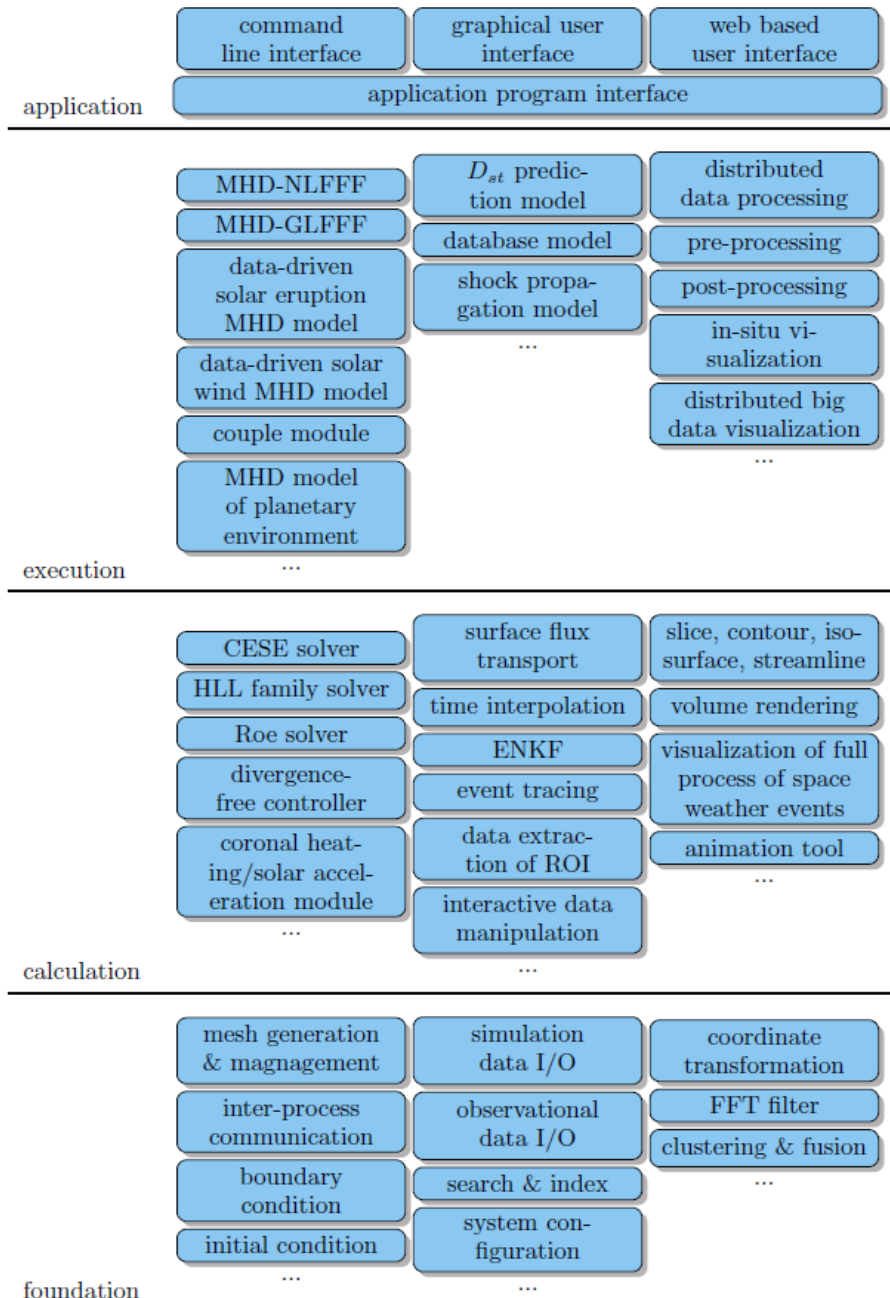 command
line interface
graphical user
interface
web based
user interface
application program interface
application
MHD-NLFFF
MHD-GLFFF
data-driven
solar eruption
MHD model
data-driven solar
wind MHD model
couple module
MHD model
of planetary
environment
...
Dst predic-
tion model
database model
shock propa-
gation model
...
distributed
data processing
pre-processing
post-processing
in-situ vi-
sualization
distributed big
data visualization
...
execution
CESE solver
HLL family solver
Roe solver
divergence-
free controller
coronal heat-
ing/solar accel-
eration module
...
surface flux
transport
time interpolation
ENKF
event tracing
data extrac-
tion of ROI
interactive data
manipulation
...
slice, contour, iso-
surface, streamline
volume rendering
visualization of full
process of space
weather events
animation tool
...
calculation
mesh generation
& magnagement
inter-process
communication
boundary
condition
initial condition
...
simulation
data I/O
observational
data I/O
search & index
system con-
figuration
...
coordinate
transformation
FFT filter
clustering & fusion
...
foundation